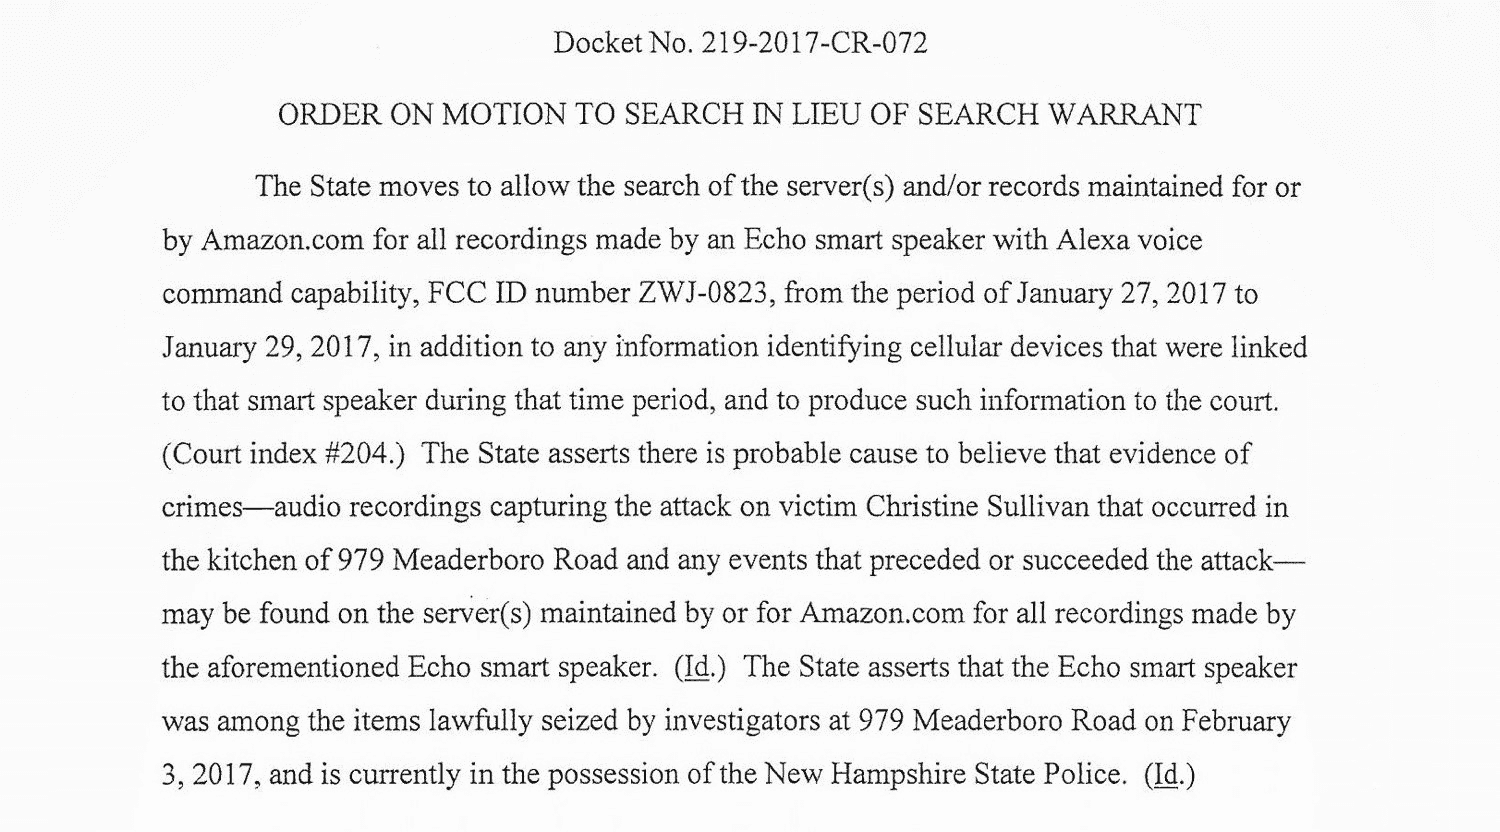 Docket No. 219-2017-CR-072
ORDER ON MOTION TO SEARCH IN LIEU OF SEARCH WARRANT
The State moves to allow the search of the server(s) and/or records maintained for or
by Amazon.com for all recordings made by an Echo smart speaker with Alexa voice
command capability, FCC ID number ZWJ-0823, from the period of January 27, 2017 to
January 29, 2017, in addition to any information identifying cellular devices that were linked
to that smart speaker during that time period, and to produce such information to the court.
(Court index #204.)  The State asserts there is probable cause to believe that evidence of
crimes—audio recordings capturing the attack on victim Christine Sullivan that occurred in
the kitchen of 979 Meaderboro Road and any events that preceded or succeeded the attack—
may be found on the server(s) maintained by or for Amazon.com for all recordings made by
the aforementioned Echo smart speaker.  (Id.)  The State asserts that the Echo smart speaker
was among the items lawfully seized by investigators at 979 Meaderboro Road on February
3, 2017, and is currently in the possession of the New Hampshire State Police.  (Id.)